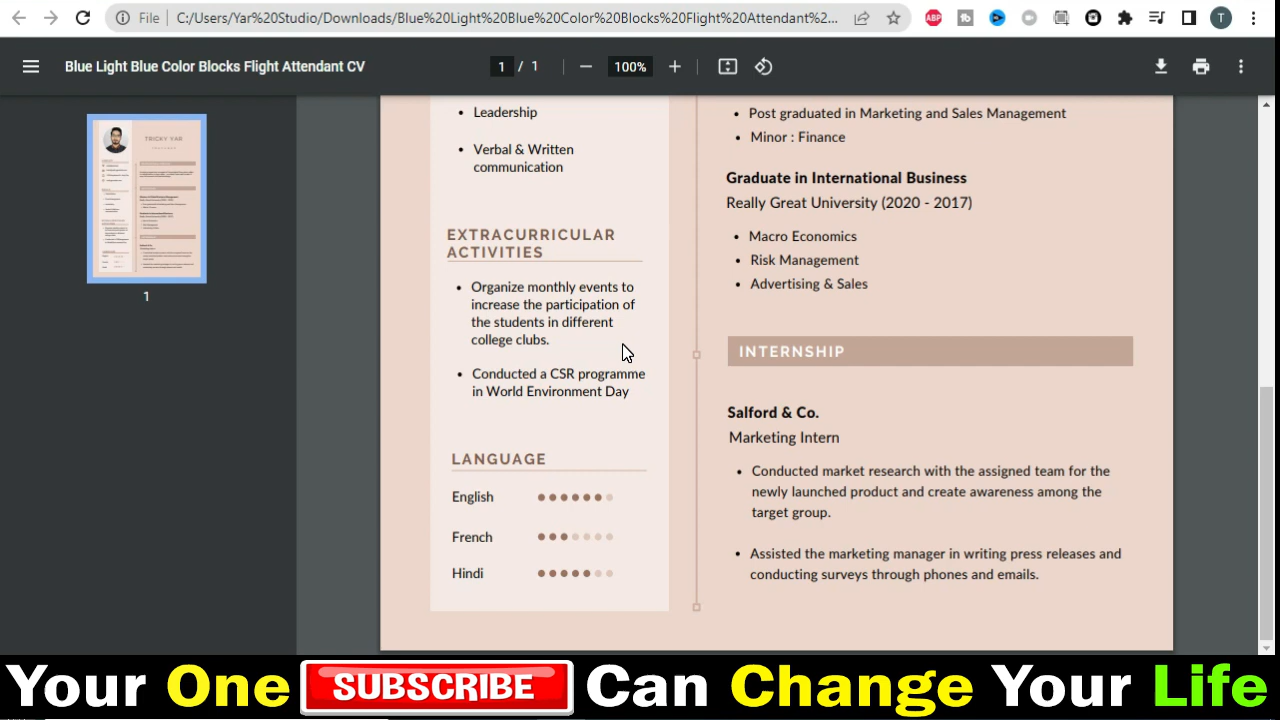 File
C:/Users/Yar%20Studio/Downloads/Blue%20Light%20Blue%20Color%20Blocks%20Flight%20Attendant%2...
ABP
T
Blue Light Blue Color Blocks Flight Attendant CV
1 / 1
100%
TRICKY YAR
1
Leadership
Verbal & Written
communication
EXTRACURRICULAR
ACTIVITIES
Organize monthly events to
increase the participation of
the students in different
college clubs.
Conducted a CSR programme
in World Environment Day
LANGUAGE
English
French
Hindi
Post graduated in Marketing and Sales Management
Minor : Finance
Graduate in International Business
Really Great University (2020 - 2017)
Macro Economics
Risk Management
Advertising & Sales
INTERNSHIP
Salford & Co.
Marketing Intern
Conducted market research with the assigned team for the
newly launched product and create awareness among the
target group.
Assisted the marketing manager in writing press releases and
conducting surveys through phones and emails.
Your One SUBSCRIBE Can Change Your Life